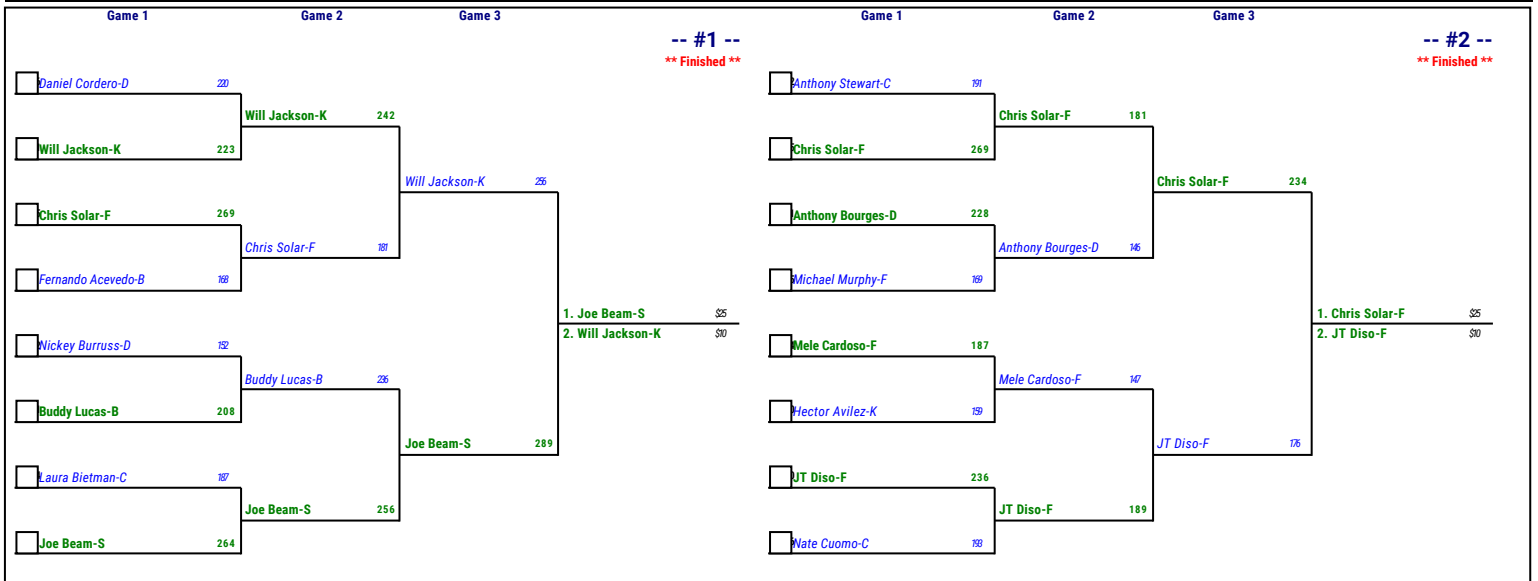 Game 1 Game 2 Game 3
-- #1 --
** Finished **
Daniel Cordero-D 220
Will Jackson-K 242
Will Jackson-K 223
Will Jackson-K 256
Chris Solar-F 269
Chris Solar-F 181
Fernando Acevedo-B 168
1. Joe Beam-S $25
2. Will Jackson-K $10
Nickey Burruss-D 152
Buddy Lucas-B 236
Buddy Lucas-B 208
Joe Beam-S 289
Laura Bietman-C 187
Joe Beam-S 256
Joe Beam-S 264
Game 1 Game 2 Game 3
-- #2 --
** Finished **
Anthony Stewart-C 191
Chris Solar-F 181
Chris Solar-F 269
Chris Solar-F 234
Anthony Bourges-D 228
Anthony Bourges-D 146
Michael Murphy-F 169
1. Chris Solar-F $25
2. JT Diso-F $10
Mele Cardoso-F 187
Mele Cardoso-F 147
Hector Avilez-K 159
JT Diso-F 176
JT Diso-F 236
JT Diso-F 189
Nate Cuomo-C 193